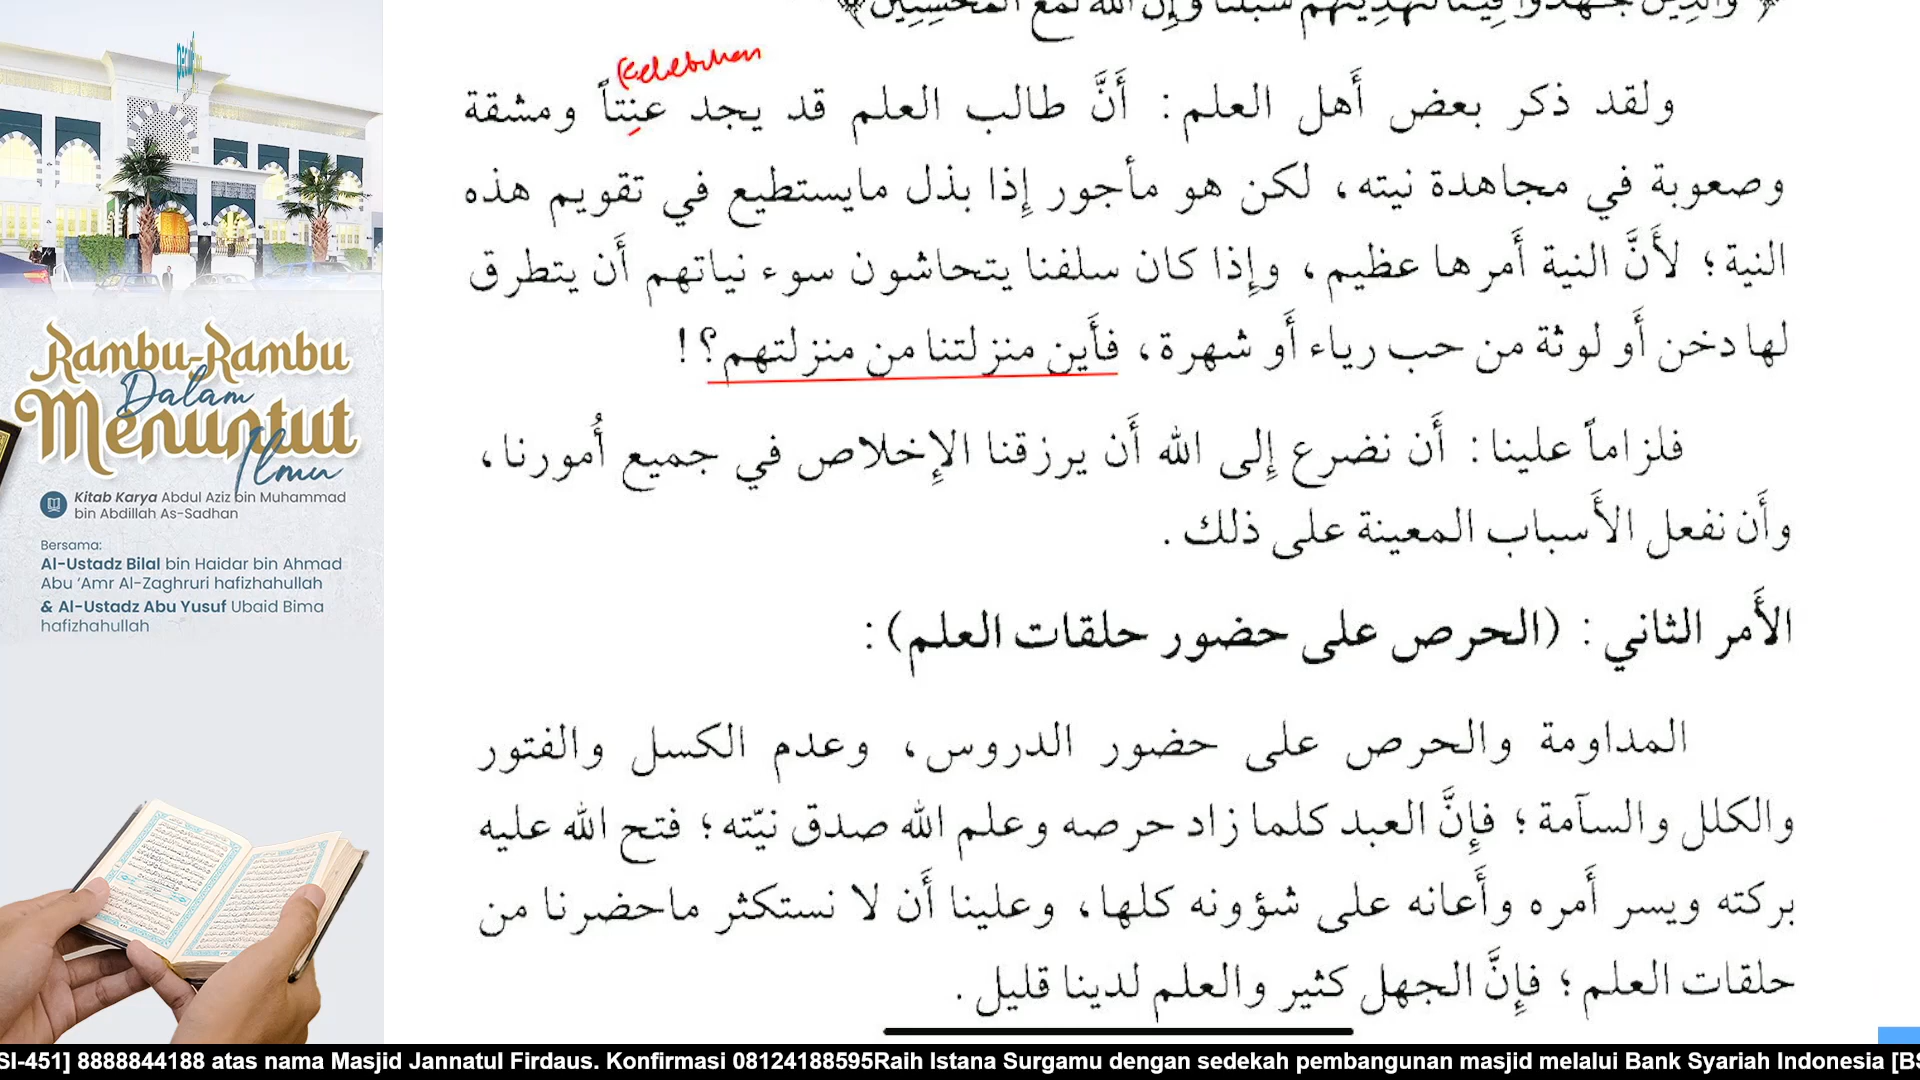 Rambu-Rambu
Dalam
Menuntut
Ilmu
Kitab Karya Abdul Aziz bin Muhammad
bin Abdillah As-Sadhan
Bersama:
Al-Ustadz Bilal bin Haidar bin Ahmad
Abu ‘Amr Al-Zaghruri hafizhahullah
& Al-Ustadz Abu Yusuf Ubaid Bima
hafizhahullah
ولقد ذكر بعض أَهل العلم: أَنَّ طالب العلم قد يجد عنتاً ومشقة
وصعوبة في مجاهدة نيته، لكن هو مأجور إِذا بذل مايستطيع في تقويم هذه
النية؛ لأَنَّ النية أَمرها عظيم، وإِذا كان سلفنا يتحاشون سوء نياتهم أَن يتطرق
لها دخن أَو لوثة من حب رياء أَو شهرة، فأَين منزلتنا من منزلتهم؟!
فلزاماً علينا: أَن نضرع إِلى الله أَن يرزقنا الإِخلاص في جميع أُمورنا،
وأَن نفعل الأَسباب المعينة على ذلك.
الأَمر الثاني: (الحرص على حضور حلقات العلم):
المداومة والحرص على حضور الدروس، وعدم الكسل والفتور
والكلل والسآمة؛ فإِنَّ العبد كلما زاد حرصه وعلم الله صدق نيّته؛ فتح الله عليه
بركته ويسر أَمره وأَعانه على شؤونه كلها، وعلينا أَن لا نستكثر ماحضرنا من
حلقات العلم؛ فإِنَّ الجهل كثير والعلم لدينا قليل.
SI-451] 8888844188 atas nama Masjid Jannatul Firdaus. Konfirmasi 08124188595Raih Istana Surgamu dengan sedekah pembangunan masjid melalui Bank Syariah Indonesia [BS